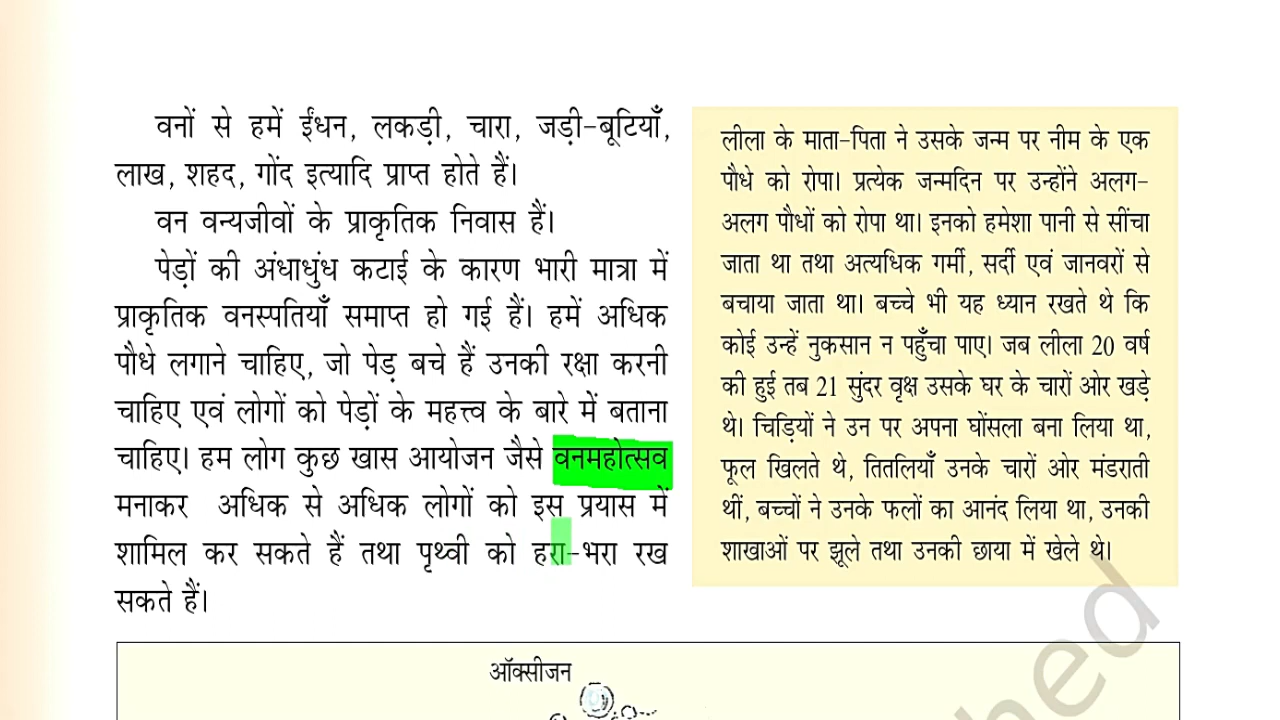 वनों से हमें ईंधन, लकड़ी, चारा, जड़ी-बूटियाँ,
लाख, शहद, गोंद इत्यादि प्राप्त होते हैं।
वन वन्यजीवों के प्राकृतिक निवास हैं।
पेड़ों की अंधाधुंध कटाई के कारण भारी मात्रा में
प्राकृतिक वनस्पतियाँ समाप्त हो गई हैं। हमें अधिक
पौधे लगाने चाहिए, जो पेड़ बचे हैं उनकी रक्षा करनी
चाहिए एवं लोगों को पेड़ों के महत्त्व के बारे में बताना
चाहिए। हम लोग कुछ खास आयोजन जैसे वनमहोत्सव
मनाकर अधिक से अधिक लोगों को इस प्रयास में
शामिल कर सकते हैं तथा पृथ्वी को हरा-भरा रख
सकते हैं।
लीला के माता-पिता ने उसके जन्म पर नीम के एक
पौधे को रोपा। प्रत्येक जन्मदिन पर उन्होंने अलग-
अलग पौधों को रोपा था। इनको हमेशा पानी से सींचा
जाता था तथा अत्यधिक गर्मी, सर्दी एवं जानवरों से
बचाया जाता था। बच्चे भी यह ध्यान रखते थे कि
कोई उन्हें नुकसान न पहुँचा पाए। जब लीला 20 वर्ष
की हुई तब 21 सुंदर वृक्ष उसके घर के चारों ओर खड़े
थे। चिड़ियों ने उन पर अपना घोंसला बना लिया था,
फूल खिलते थे, तितलियाँ उनके चारों ओर मंडराती
थीं, बच्चों ने उनके फलों का आनंद लिया था, उनकी
शाखाओं पर झूले तथा उनकी छाया में खेले थे।
ऑक्सीजन